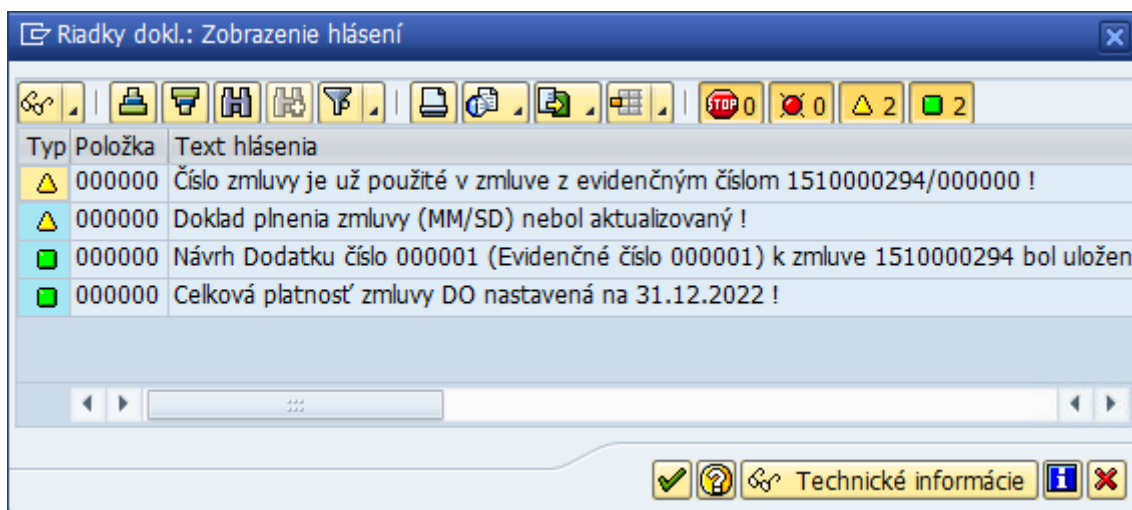 Riadky dokl.: Zobrazenie hlásení
STOP 0 0 2 2
Typ Položka Text hlásenia
000000 Číslo zmluvy je už použité v zmluve z evidenčným číslom 1510000294/000000 !
000000 Doklad plnenia zmluvy (MM/SD) nebol aktualizovaný !
000000 Návrh Dodatku číslo 000001 (Evidenčné číslo 000001) k zmluve 1510000294 bol uložen
000000 Celková platnosť zmluvy DO nastavená na 31.12.2022 !
Technické informácie